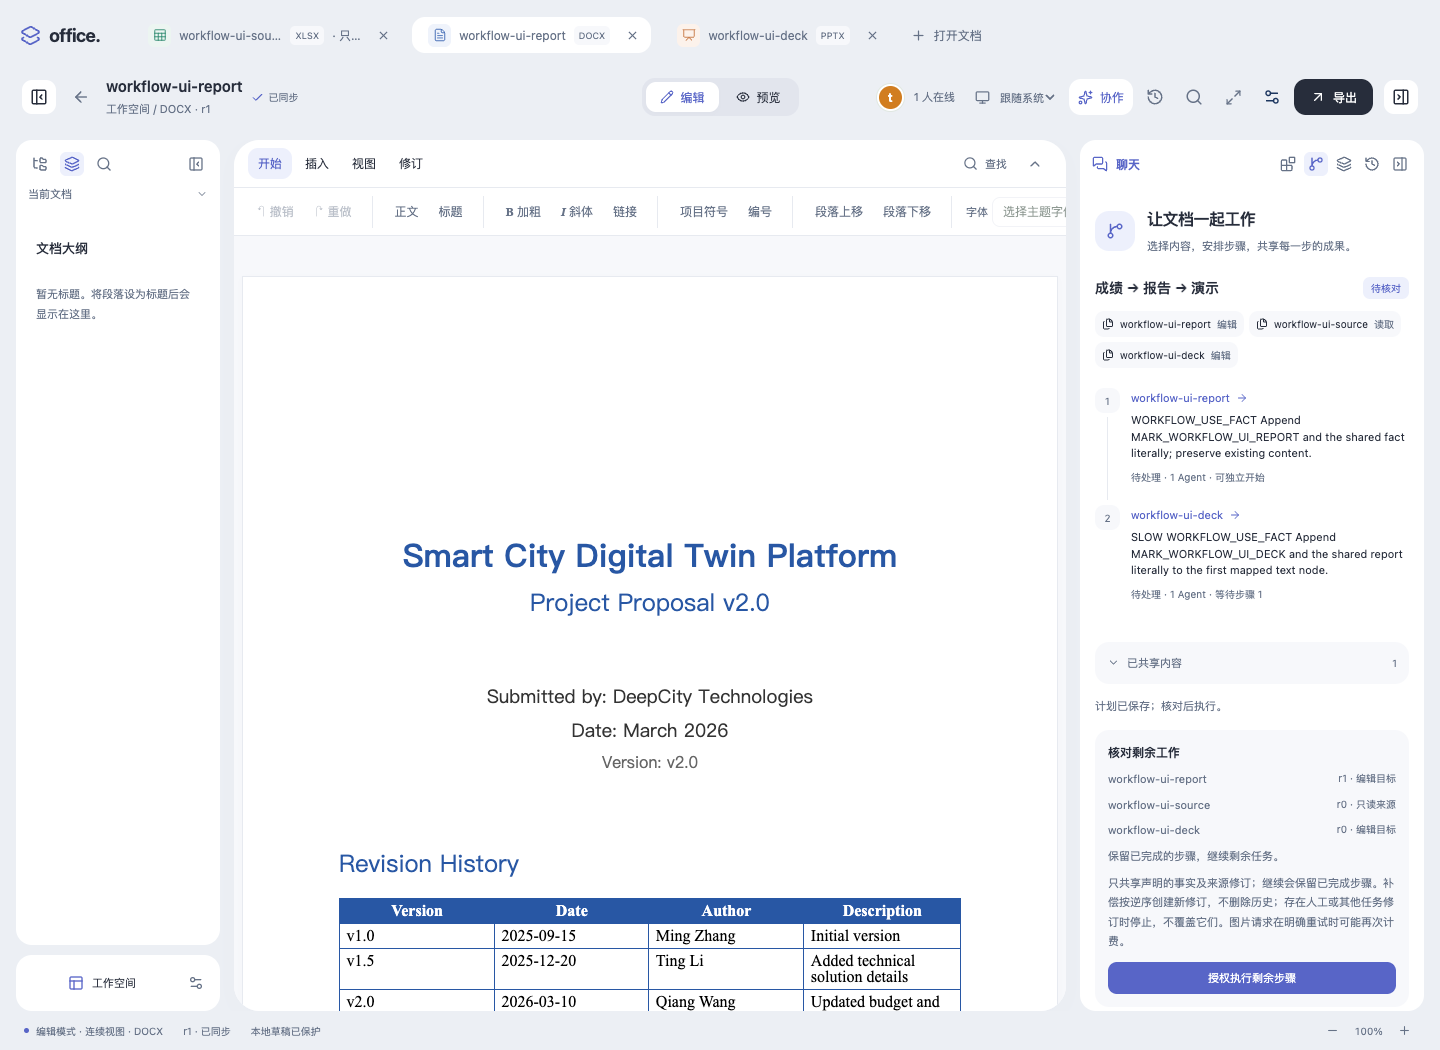 office.
workflow-ui-sou... XLSX · 只...
workflow-ui-report DOCX
workflow-ui-deck PPTX
打开文档
workflow-ui-report
工作空间 / DOCX · r1
已同步
编辑
预览
t
1 人在线
跟随系统
协作
导出
当前文档
文档大纲
暂无标题。将段落设为标题后会
显示在这里。
工作空间
开始 插入 视图 修订
查找
撤销 重做 正文 标题 B 加粗 I 斜体 链接 项目符号 编号 段落上移 段落下移 字体
Smart City Digital Twin Platform
Project Proposal v2.0
Submitted by: DeepCity Technologies
Date: March 2026
Version: v2.0
Revision History
Version Date Author Description
v1.0 2025-09-15 Ming Zhang Initial version
v1.5 2025-12-20 Ting Li Added technical
solution details
v2.0 2026-03-10 Qiang Wang Updated budget and
聊天
让文档一起工作
选择内容，安排步骤，共享每一步的成果。
成绩 → 报告 → 演示
待核对
workflow-ui-report 编辑
workflow-ui-source 读取
workflow-ui-deck 编辑
1 workflow-ui-report →
WORKFLOW_USE_FACT Append
MARK_WORKFLOW_UI_REPORT and the shared fact
literally; preserve existing content.
待处理 · 1 Agent · 可独立开始
2 workflow-ui-deck →
SLOW WORKFLOW_USE_FACT Append
MARK_WORKFLOW_UI_DECK and the shared report
literally to the first mapped text node.
待处理 · 1 Agent · 等待步骤 1
已共享内容 1
计划已保存；核对后执行。
核对剩余工作
workflow-ui-report r1 · 编辑目标
workflow-ui-source r0 · 只读来源
workflow-ui-deck r0 · 编辑目标
保留已完成的步骤，继续剩余任务。
只共享声明的事实及来源修订；继续会保留已完成步骤。补
偿按逆序创建新修订，不删除历史；存在人工或其他任务修
订时停止，不覆盖它们。图片请求在明确重试时可能再次计
费。
授权执行剩余步骤
编辑模式 · 连续视图 · DOCX r1 · 已同步 本地草稿已保护
100%